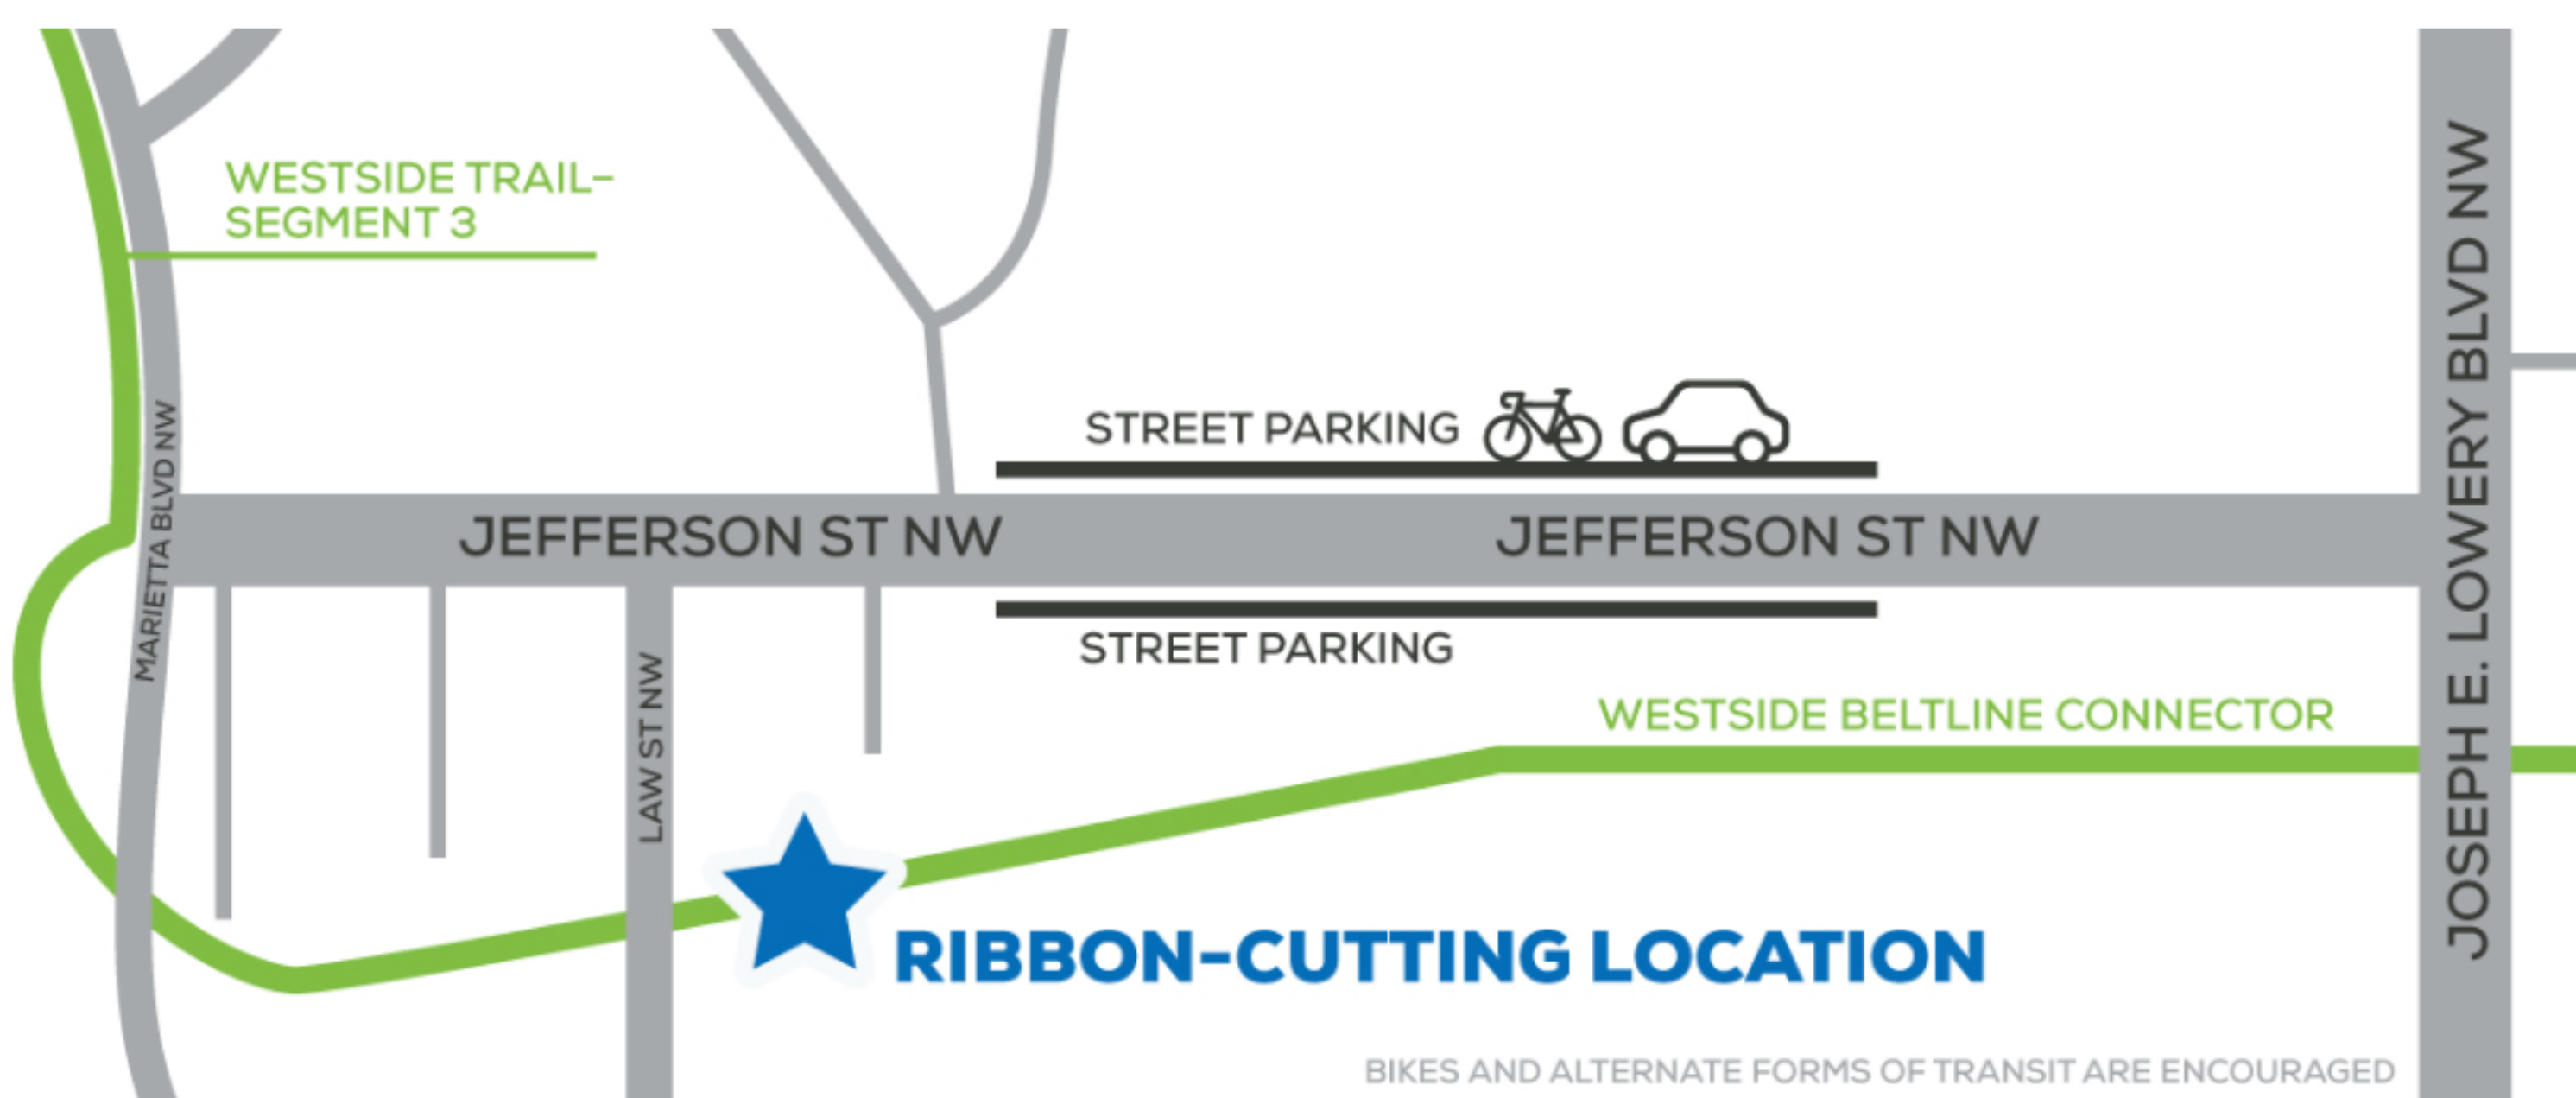 WESTSIDE TRAIL–
SEGMENT 3
MARIETTA BLVD NW
STREET PARKING
JEFFERSON ST NW
JEFFERSON ST NW
STREET PARKING
LAW ST NW
WESTSIDE BELTLINE CONNECTOR
JOSEPH E. LOWERY BLVD NW
RIBBON-CUTTING LOCATION
BIKES AND ALTERNATE FORMS OF TRANSIT ARE ENCOURAGED